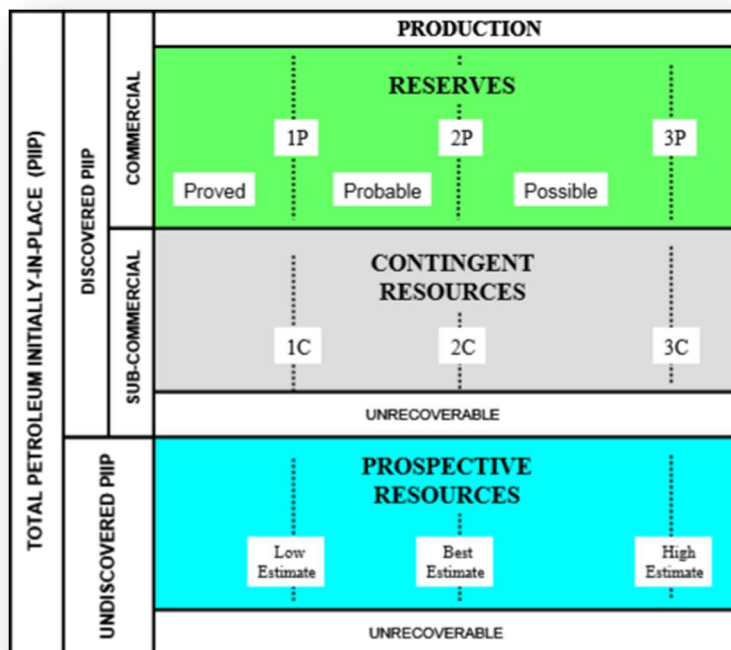 TOTAL PETROLEUM INITIALLY-IN-PLACE (PIIP)
DISCOVERED PIIP
COMMERCIAL
PRODUCTION
RESERVES
1P
2P
3P
Proved
Probable
Possible
SUB-COMMERCIAL
CONTINGENT
RESOURCES
1C
2C
3C
UNRECOVERABLE
UNDISCOVERED PIIP
PROSPECTIVE
RESOURCES
Low
Estimate
Best
Estimate
High
Estimate
UNRECOVERABLE